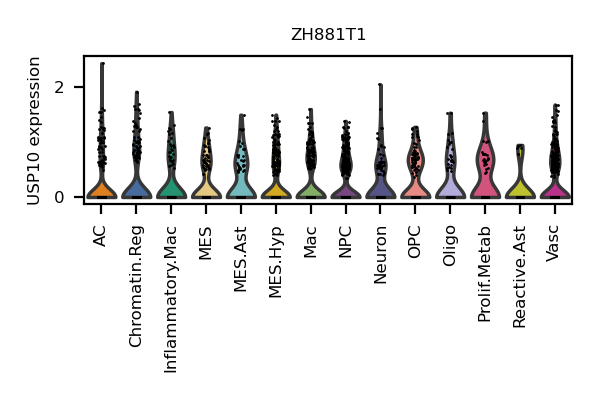 ZH881T1
USP10 expression
2
0
AC
Chromatin.Reg
Inflammatory.Mac
MES
MES.Ast
MES.Hyp
Mac
NPC
Neuron
OPC
Oligo
Prolif.Metab
Reactive.Ast
Vasc